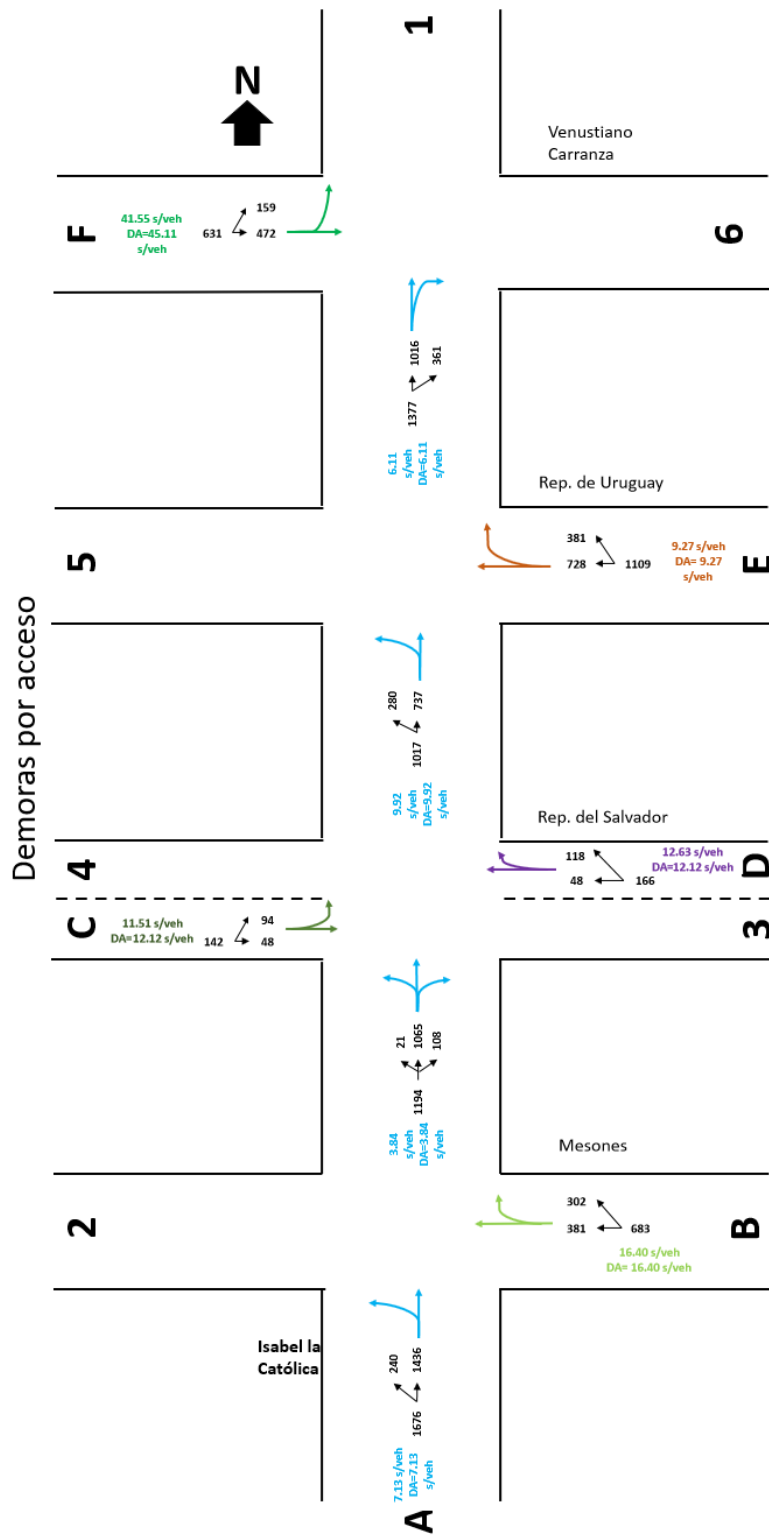 Demoras por acceso
1
N
Venustiano
Carranza
F
41.55 s/veh
DA=45.11
s/veh
631
159
472
6
1377
1016
361
6.11
s/veh
DA=6.11
s/veh
Rep. de Uruguay
5
381
728
1109
9.27 s/veh
DA= 9.27
s/veh
E
280
737
1017
9.92
s/veh
DA=9.92
s/veh
Rep. del Salvador
4
118
48
166
12.63 s/veh
DA=12.12 s/veh
D
C
11.51 s/veh
DA=12.12 s/veh
142
94
48
3
21
1065
108
1194
3.84
s/veh
DA=3.84
s/veh
Mesones
2
302
381
683
16.40 s/veh
DA= 16.40 s/veh
B
Isabel la
Católica
240
1436
1676
7.13 s/veh
DA=7.13
s/veh
A